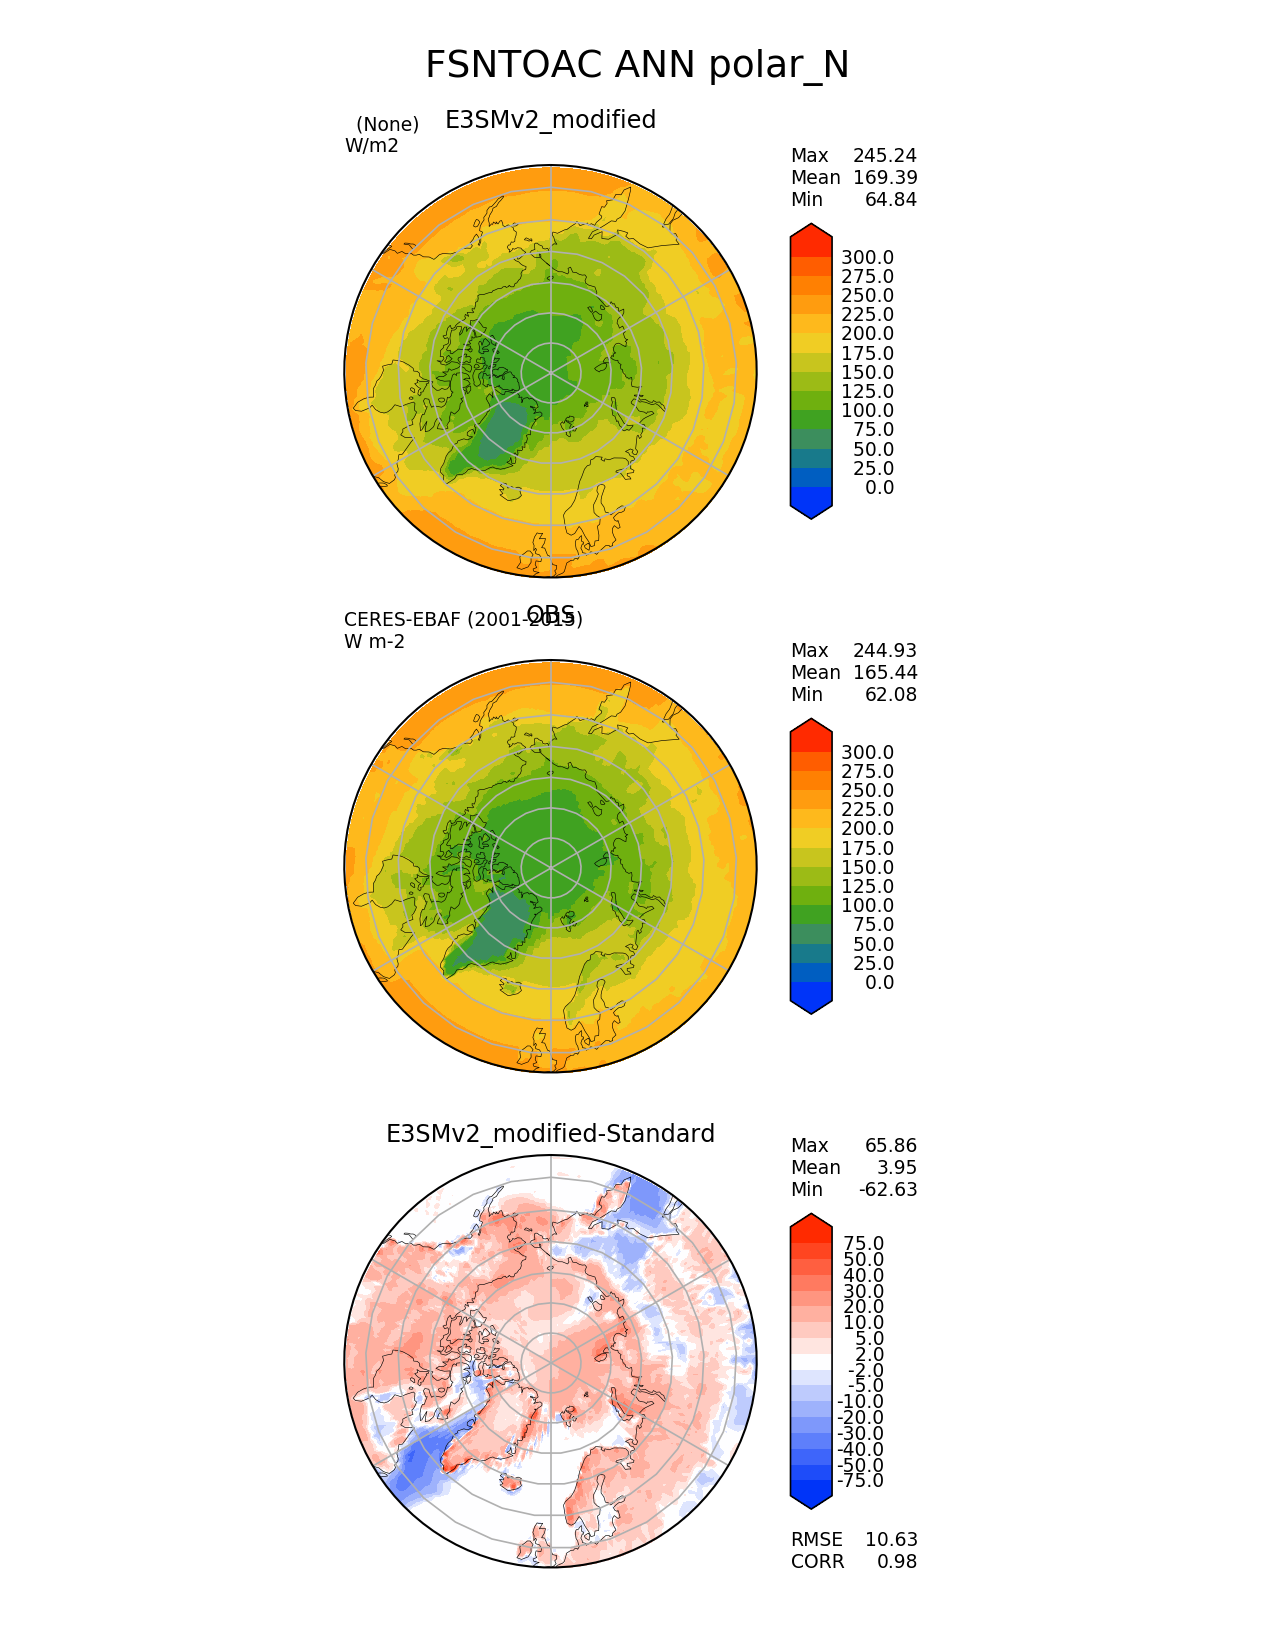 FSNTOAC ANN polar_N
(None) E3SMv2_modified
W/m2
Max 245.24
Mean 169.39
Min 64.84
300.0
275.0
250.0
225.0
200.0
175.0
150.0
125.0
100.0
75.0
50.0
25.0
0.0
OBS
CERES-EBAF (2001-2015)
W m-2
Max 244.93
Mean 165.44
Min 62.08
300.0
275.0
250.0
225.0
200.0
175.0
150.0
125.0
100.0
75.0
50.0
25.0
0.0
E3SMv2_modified-Standard
Max 65.86
Mean 3.95
Min -62.63
75.0
50.0
40.0
30.0
20.0
10.0
5.0
2.0
-2.0
-5.0
-10.0
-20.0
-30.0
-40.0
-50.0
-75.0
RMSE 10.63
CORR 0.98